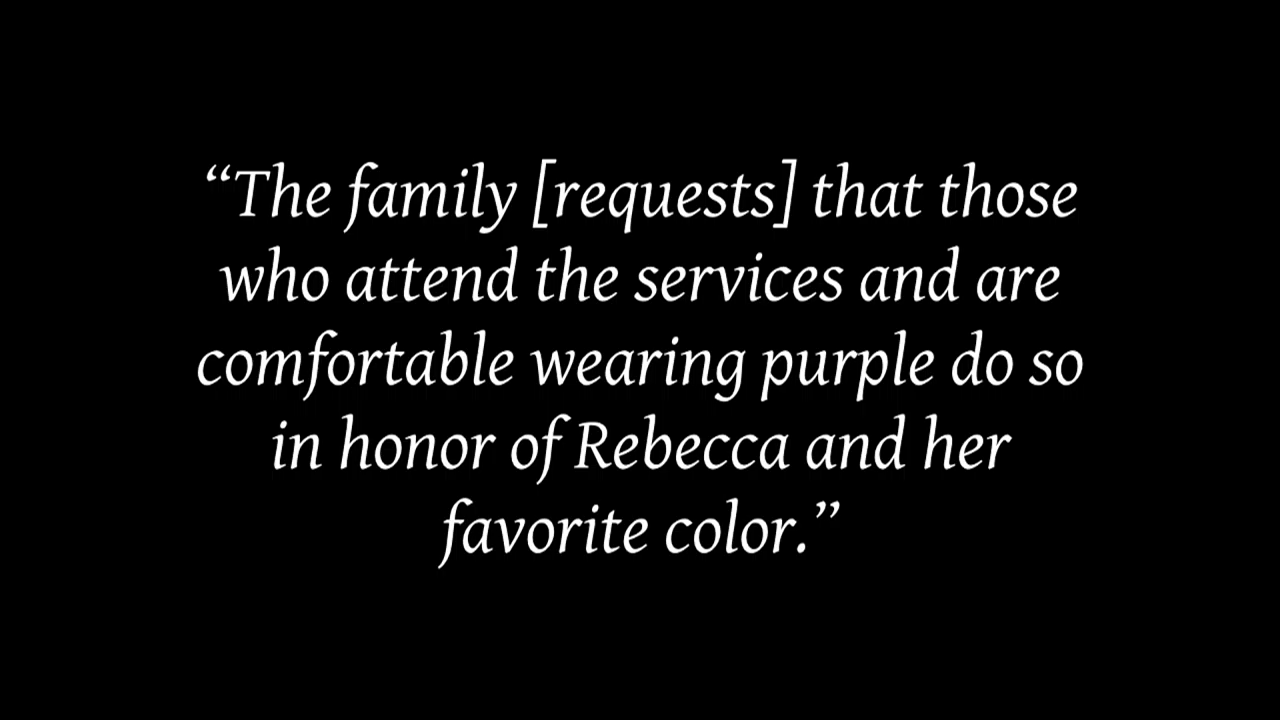 “The family [requests] that those
who attend the services and are
comfortable wearing purple do so
in honor of Rebecca and her
favorite color.”